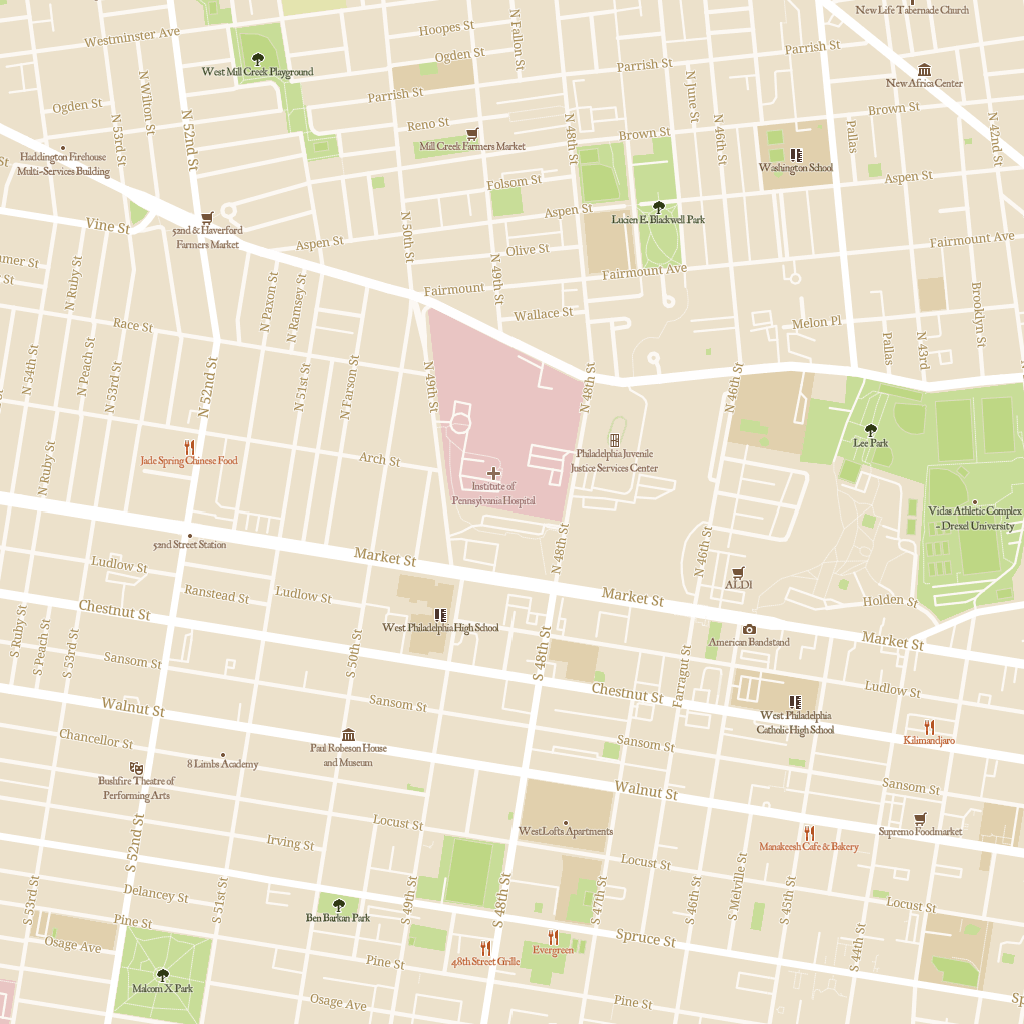 New Life Tabernacle Church
Hoopes St
Westminster Ave
N Fallon St
Ogden St
Parrish St
West Mill Creek Playground
Parrish St
New Africa Center
N Wilton St
N June St
Parrish St
Ogden St
Brown St
N 53rd St
N 52nd St
Reno St
Mill Creek Farmers Market
N 48th St
Brown St
N 46th St
Pallas
N 42nd St
Haddington Firehouse
Multi-Services Building
St
Washington School
Folsom St
Aspen St
Aspen St
Lucien E. Blackwell Park
Vine St
52nd & Haverford
Farmers Market
N 50th St
Aspen St
Olive St
Fairmount Ave
mer St
St
N Ruby St
N 49th St
Fairmount Ave
Fairmount
N Paxon St
N Ramsey St
Wallace St
Brooklyn St
Race St
Melon Pl
N 54th St
N Peach St
N 53rd St
N 52nd St
N 51st St
N Farson St
N 49th St
N 48th St
N 46th St
Pallas
N 43rd
Lee Park
Jade Spring Chinese Food
Arch St
N Ruby St
Philadelphia Juvenile
Justice Services Center
Institute of
Pennsylvania Hospital
Vidas Athletic Complex
- Drexel University
52nd Street Station
Market St
N 48th St
N 46th St
Ludlow St
Ranstead St
Ludlow St
Market St
ALDI
Holden St
Chestnut St
West Philadelphia High School
American Bandstand
Market St
S Ruby St
S Peach St
S 53rd St
Sansom St
S 50th St
S 48th St
Farragut St
Chestnut St
Ludlow St
Walnut St
Sansom St
West Philadelphia
Catholic High School
Kilimandjaro
Chancellor St
Paul Robeson House
and Museum
Sansom St
8 Limbs Academy
Bushfire Theatre of
Performing Arts
Walnut St
Sansom St
Locust St
WestLofts Apartments
Supremo Foodmarket
S 52nd St
Irving St
Manakeesh Cafe & Bakery
Locust St
Delancey St
S 53rd St
S 51st St
S 49th St
S 48th St
S 47th St
S 46th St
S Melville St
S 45th St
Locust St
Ben Barkan Park
Pine St
Osage Ave
Spruce St
S 44th St
Evergreen
48th Street Grille
Pine St
Malcom X Park
Osage Ave
Pine St
Sp